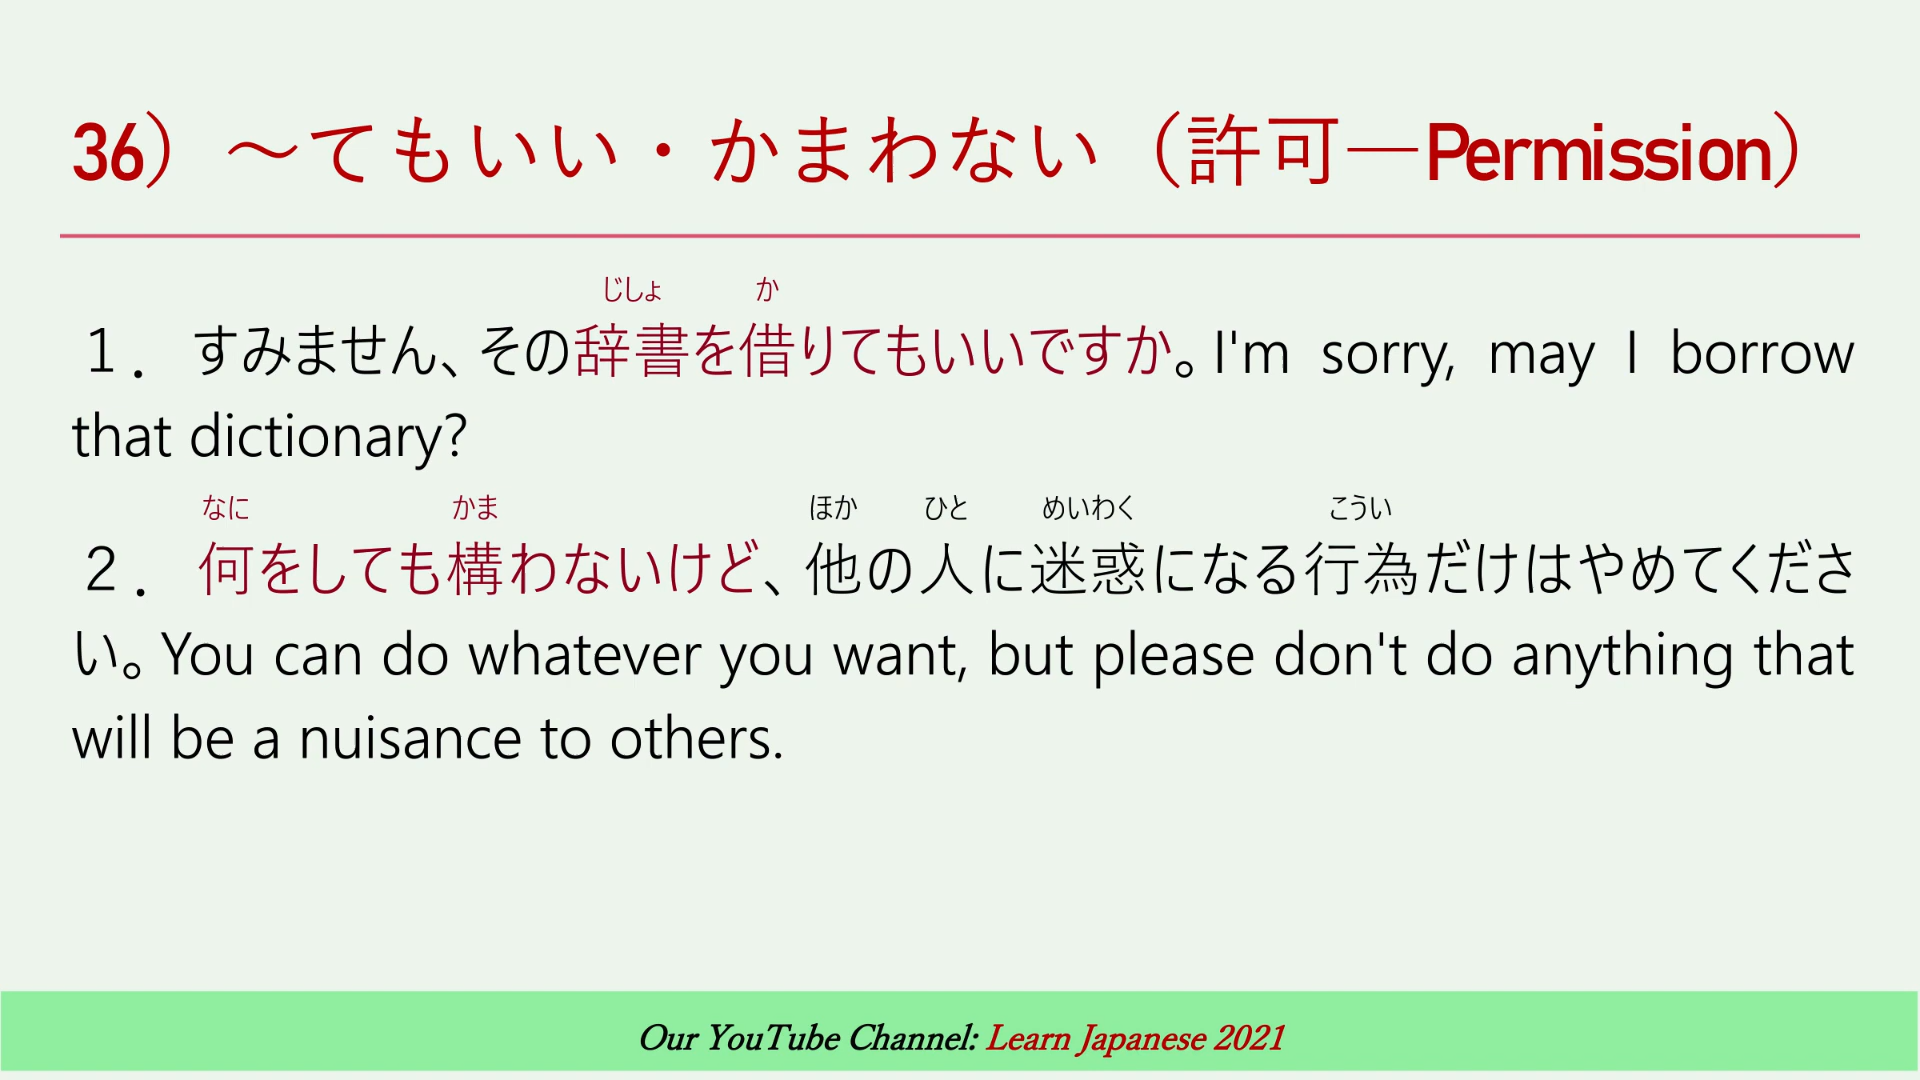 36）～てもいい・かまわない（許可―Permission）
じしょ か
１．すみません、その辞書を借りてもいいですか。I'm sorry, may I borrow
that dictionary?
なに かま ほか ひと めいわく こうい
２．何をしても構わないけど、他の人に迷惑になる行為だけはやめてくださ
い。You can do whatever you want, but please don't do anything that
will be a nuisance to others.
Our YouTube Channel: Learn Japanese 2021